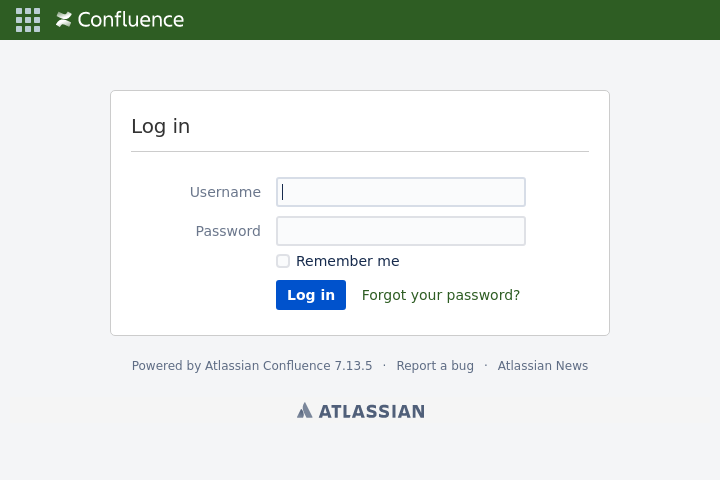 Confluence
Log in
Username
Password
Remember me
Log in Forgot your password?
Powered by Atlassian Confluence 7.13.5 · Report a bug · Atlassian News
ATLASSIAN